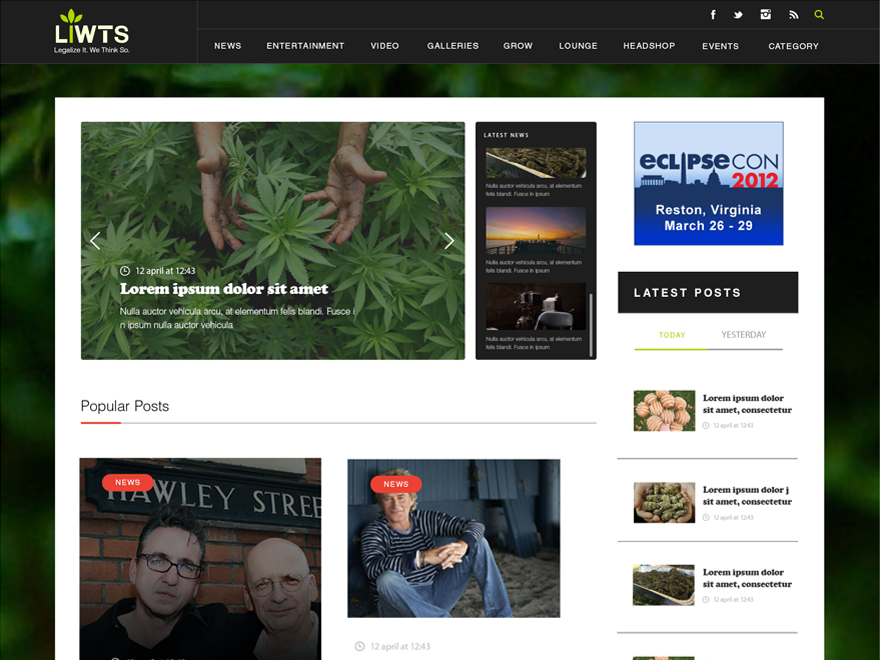 LIWTS
Legalize It. We Think So.
NEWS ENTERTAINMENT VIDEO GALLERIES GROW LOUNGE HEADSHOP EVENTS CATEGORY
12 april at 12:43
Lorem ipsum dolor sit amet
Nulla auctor vehicula arcu, at elementum felis blandi. Fusce i
n ipsum nulla auctor vehicula
LATEST NEWS
Nulla auctor vehicula arcu, at elementum
felis blandi. Fusce in ipsum
Nulla auctor vehicula arcu, at elementum
felis blandi. Fusce in ipsum
Nulla auctor vehicula arcu, at elementum
felis blandi. Fusce in ipsum
eclipseCON
2012
Reston, Virginia
March 26 - 29
LATEST POSTS
TODAY YESTERDAY
Lorem ipsum dolor
sit amet, consectetur
12 april at 12:43
Lorem ipsum dolor j
sit amet, consectetur
12 april at 12:43
Lorem ipsum dolor
sit amet, consectetur
12 april at 12:43
Popular Posts
NEWS
HAWLEY STREE
NEWS
12 april at 12:43